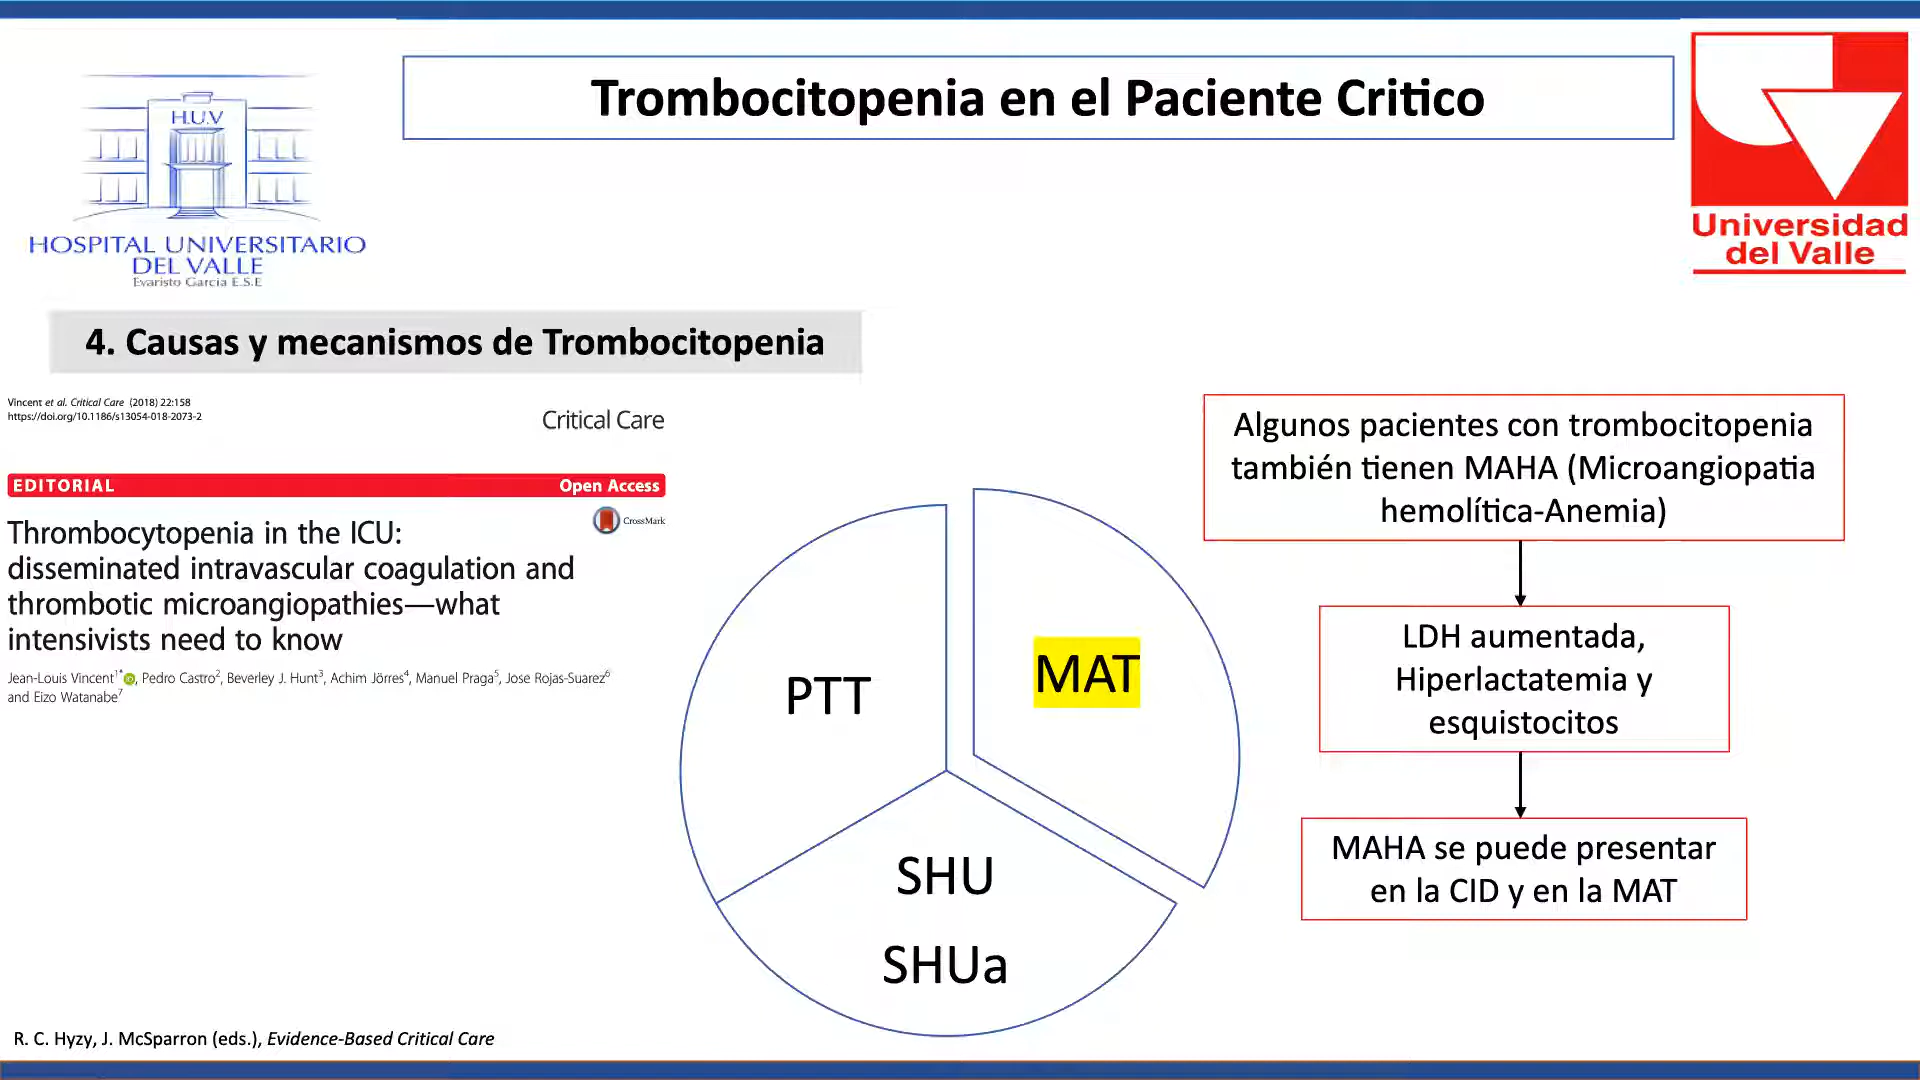 Trombocitopenia en el Paciente Critico
H.U.V
HOSPITAL UNIVERSITARIO
DEL VALLE
Evaristo Garcia E.S.E
Universidad
del Valle
4. Causas y mecanismos de Trombocitopenia
Vincent et al. Critical Care (2018) 22:158
https://doi.org/10.1186/s13054-018-2073-2
Critical Care
EDITORIAL Open Access
CrossMark
Thrombocytopenia in the ICU:
disseminated intravascular coagulation and
thrombotic microangiopathies—what
intensivists need to know
Jean-Louis Vincent1*, Pedro Castro2, Beverley J. Hunt3, Achim Jörres4, Manuel Praga5, Jose Rojas-Suarez6
and Eizo Watanabe7
PTT
MAT
SHU
SHUa
Algunos pacientes con trombocitopenia
también tienen MAHA (Microangiopatia
hemolítica-Anemia)
LDH aumentada,
Hiperlactatemia y
esquistocitos
MAHA se puede presentar
en la CID y en la MAT
R. C. Hyzy, J. McSparron (eds.), Evidence-Based Critical Care